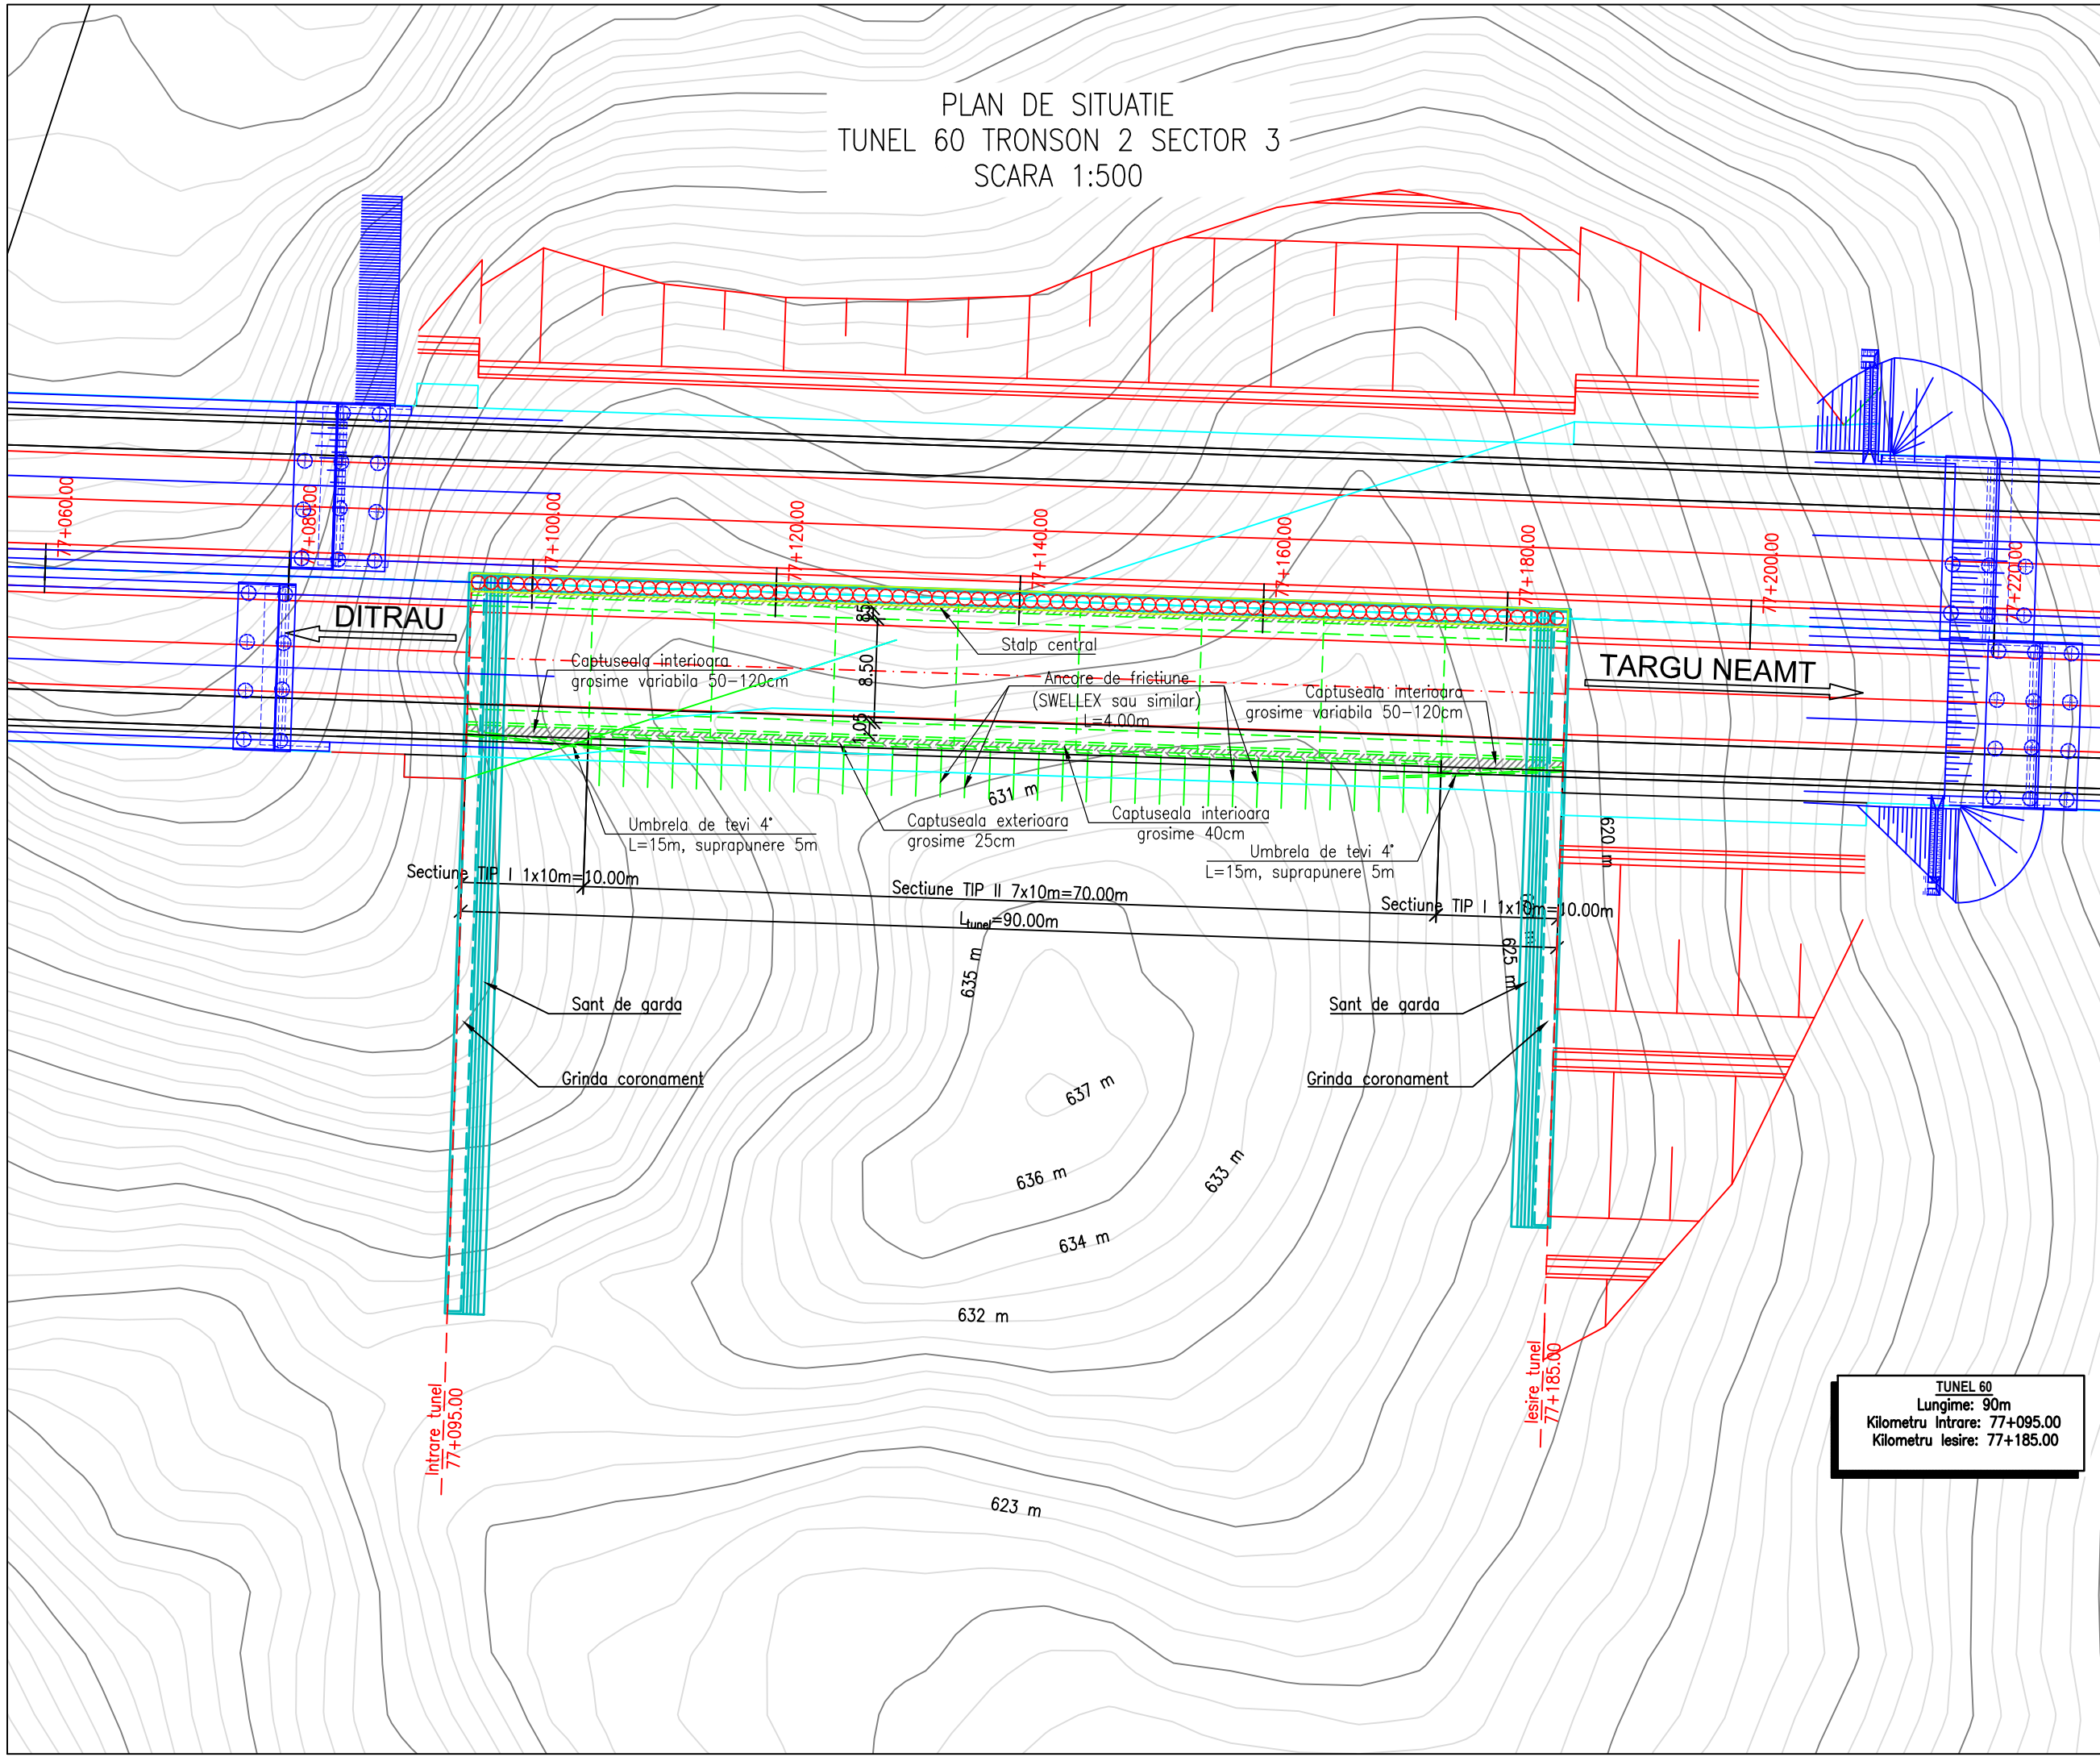 PLAN DE SITUATIE
TUNEL 60 TRONSON 2 SECTOR 3
SCARA 1:500
77+060.00
77+080.00
77+100.00
77+120.00
77+140.00
77+160.00
77+180.00
77+200.00
77+220.00
DITRAU
TARGU NEAMT
8.50
1.05
Stalp central
Captuseala interioara
grosime variabila 50-120cm
Ancore de frictiune
(SWELLEX sau similar)
L=4.00m
Captuseala interioara
grosime variabila 50-120cm
631 m
Umbrela de tevi 4"
L=15m, suprapunere 5m
Captuseala exterioara
grosime 25cm
Captuseala interioara
grosime 40cm
Umbrela de tevi 4"
L=15m, suprapunere 5m
620 m
Sectiune TIP I 1x10m=10.00m
Sectiune TIP II 7x10m=70.00m
Sectiune TIP I 1x10m=10.00m
Ltunel=90.00m
635 m
625 m
Sant de garda
Sant de garda
Grinda coronament
Grinda coronament
637 m
636 m
633 m
634 m
632 m
Intrare tunel
77+095.00
Iesire tunel
77+185.00
623 m
TUNEL 60
Lungime: 90m
Kilometru Intrare: 77+095.00
Kilometru Iesire: 77+185.00